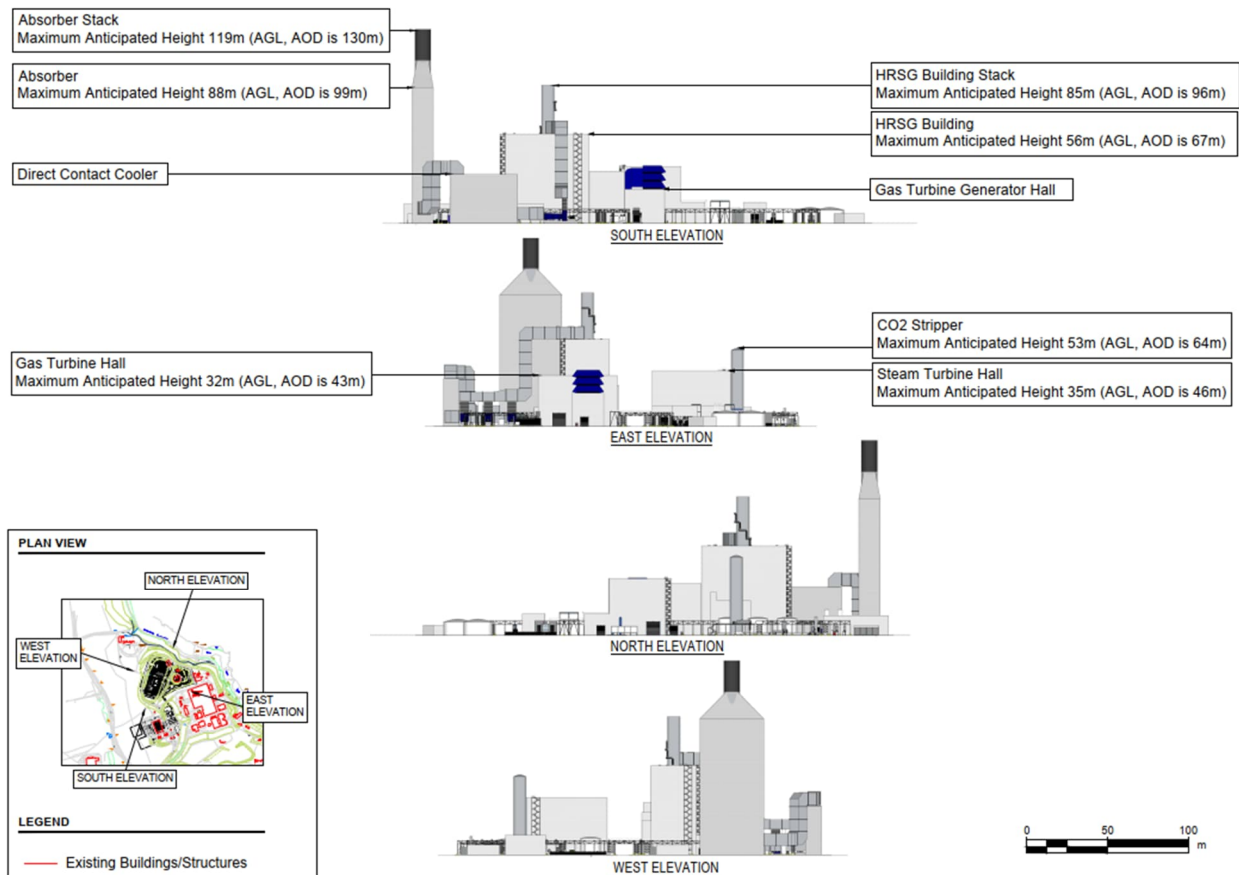 Absorber Stack
Maximum Anticipated Height 119m (AGL, AOD is 130m)
Absorber
Maximum Anticipated Height 88m (AGL, AOD is 99m)
Direct Contact Cooler
HRSG Building Stack
Maximum Anticipated Height 85m (AGL, AOD is 96m)
HRSG Building
Maximum Anticipated Height 56m (AGL, AOD is 67m)
Gas Turbine Generator Hall
SOUTH ELEVATION
Gas Turbine Hall
Maximum Anticipated Height 32m (AGL, AOD is 43m)
CO2 Stripper
Maximum Anticipated Height 53m (AGL, AOD is 64m)
Steam Turbine Hall
Maximum Anticipated Height 35m (AGL, AOD is 46m)
EAST ELEVATION
NORTH ELEVATION
PLAN VIEW
NORTH ELEVATION
WEST
ELEVATION
EAST
ELEVATION
SOUTH ELEVATION
LEGEND
Existing Buildings/Structures
WEST ELEVATION
0 50 100
m